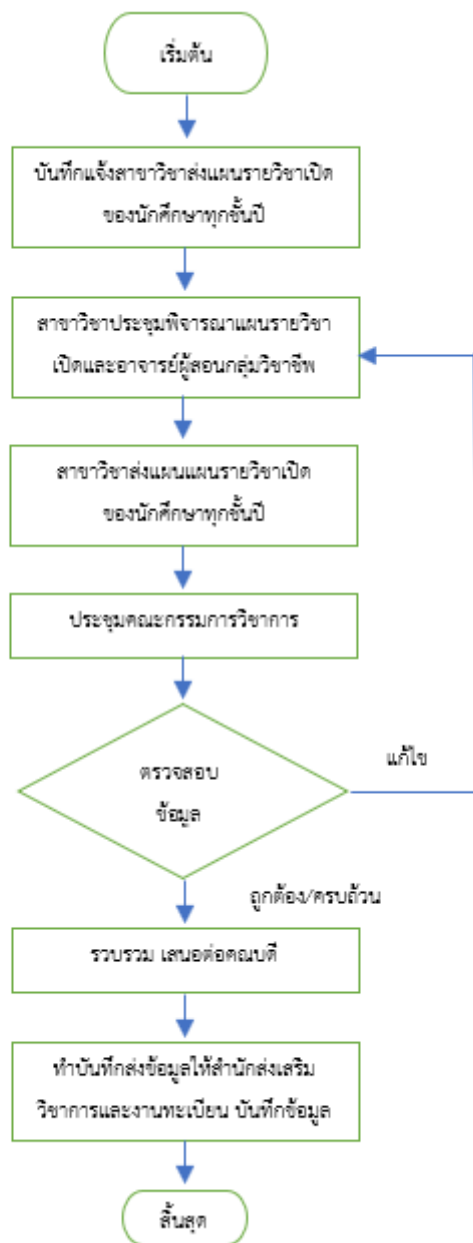 เริ่มต้น
บันทึกแจ้งสาขาวิชาส่งแผนรายวิชาเปิด
ของนักศึกษาทุกชั้นปี
สาขาวิชาประชุมพิจารณาแผนรายวิชา
เปิดและอาจารย์ผู้สอนกลุ่มวิชาชีพ
สาขาวิชาส่งแผนแผนรายวิชาเปิด
ของนักศึกษาทุกชั้นปี
ประชุมคณะกรรมการวิชาการ
ตรวจสอบ
ข้อมูล
แก้ไข
ถูกต้อง/ครบถ้วน
รวบรวม เสนอต่อคณบดี
ทำบันทึกส่งข้อมูลให้สำนักส่งเสริม
วิชาการและงานทะเบียน บันทึกข้อมูล
สิ้นสุด